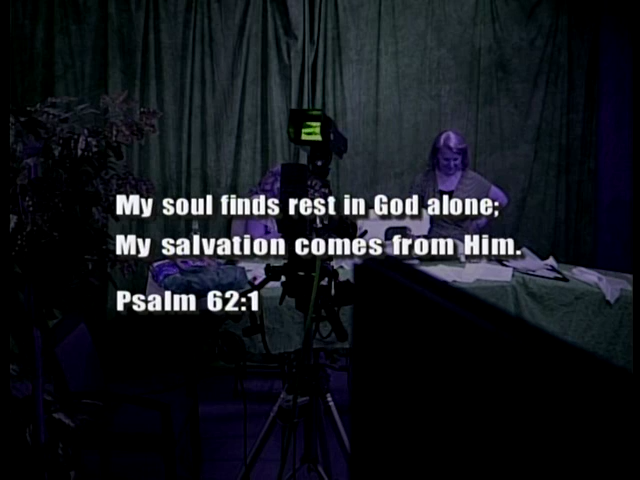 My soul finds rest in God alone;
My salvation comes from Him.
Psalm 62:1